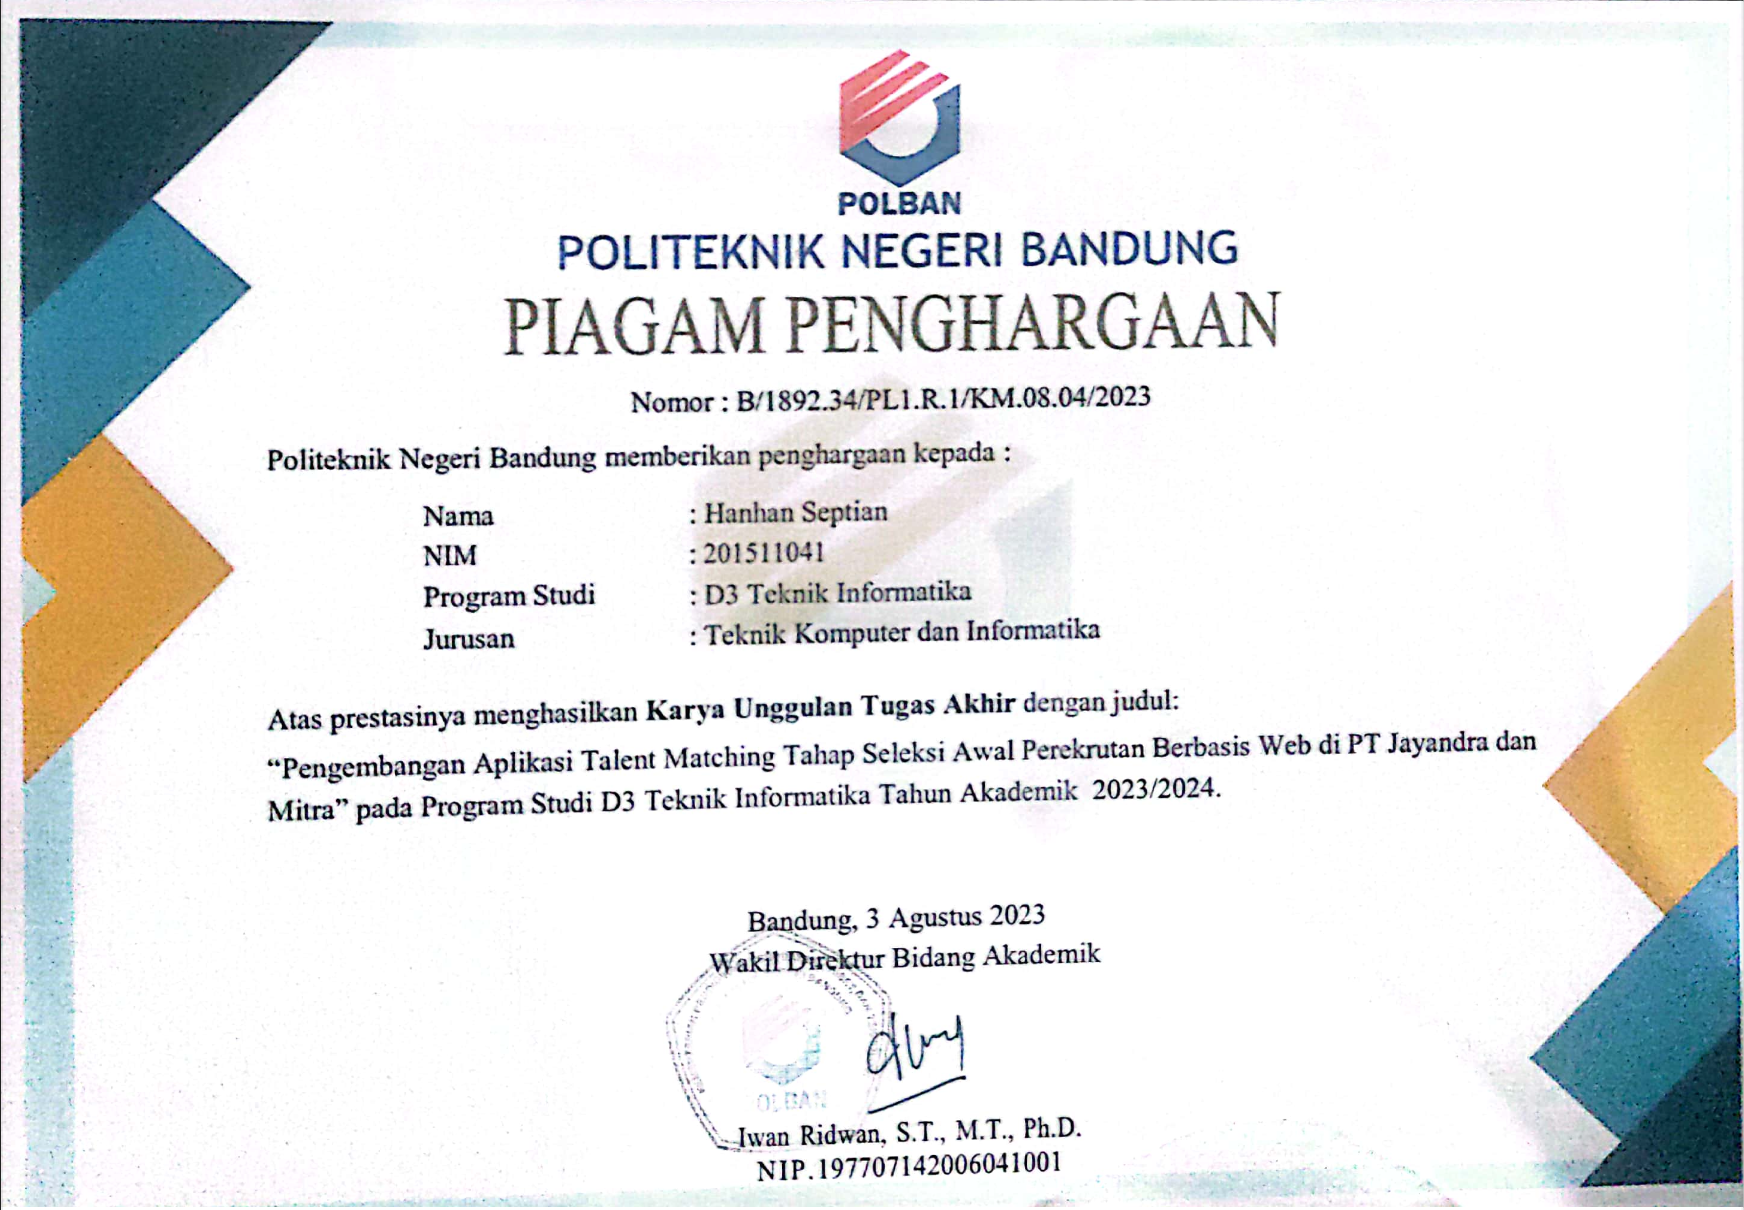 POLBAN
POLITEKNIK NEGERI BANDUNG
PIAGAM PENGHARGAAN
Nomor : B/1892.34/PL1.R.1/KM.08.04/2023
Politeknik Negeri Bandung memberikan penghargaan kepada :
Nama : Hanhan Septian
NIM : 201511041
Program Studi : D3 Teknik Informatika
Jurusan : Teknik Komputer dan Informatika
Atas prestasinya menghasilkan Karya Unggulan Tugas Akhir dengan judul:
“Pengembangan Aplikasi Talent Matching Tahap Seleksi Awal Perekrutan Berbasis Web di PT Jayandra dan
Mitra” pada Program Studi D3 Teknik Informatika Tahun Akademik 2023/2024.
Bandung, 3 Agustus 2023
Wakil Direktur Bidang Akademik
OLBAN
Iwan Ridwan, S.T., M.T., Ph.D.
NIP.197707142006041001